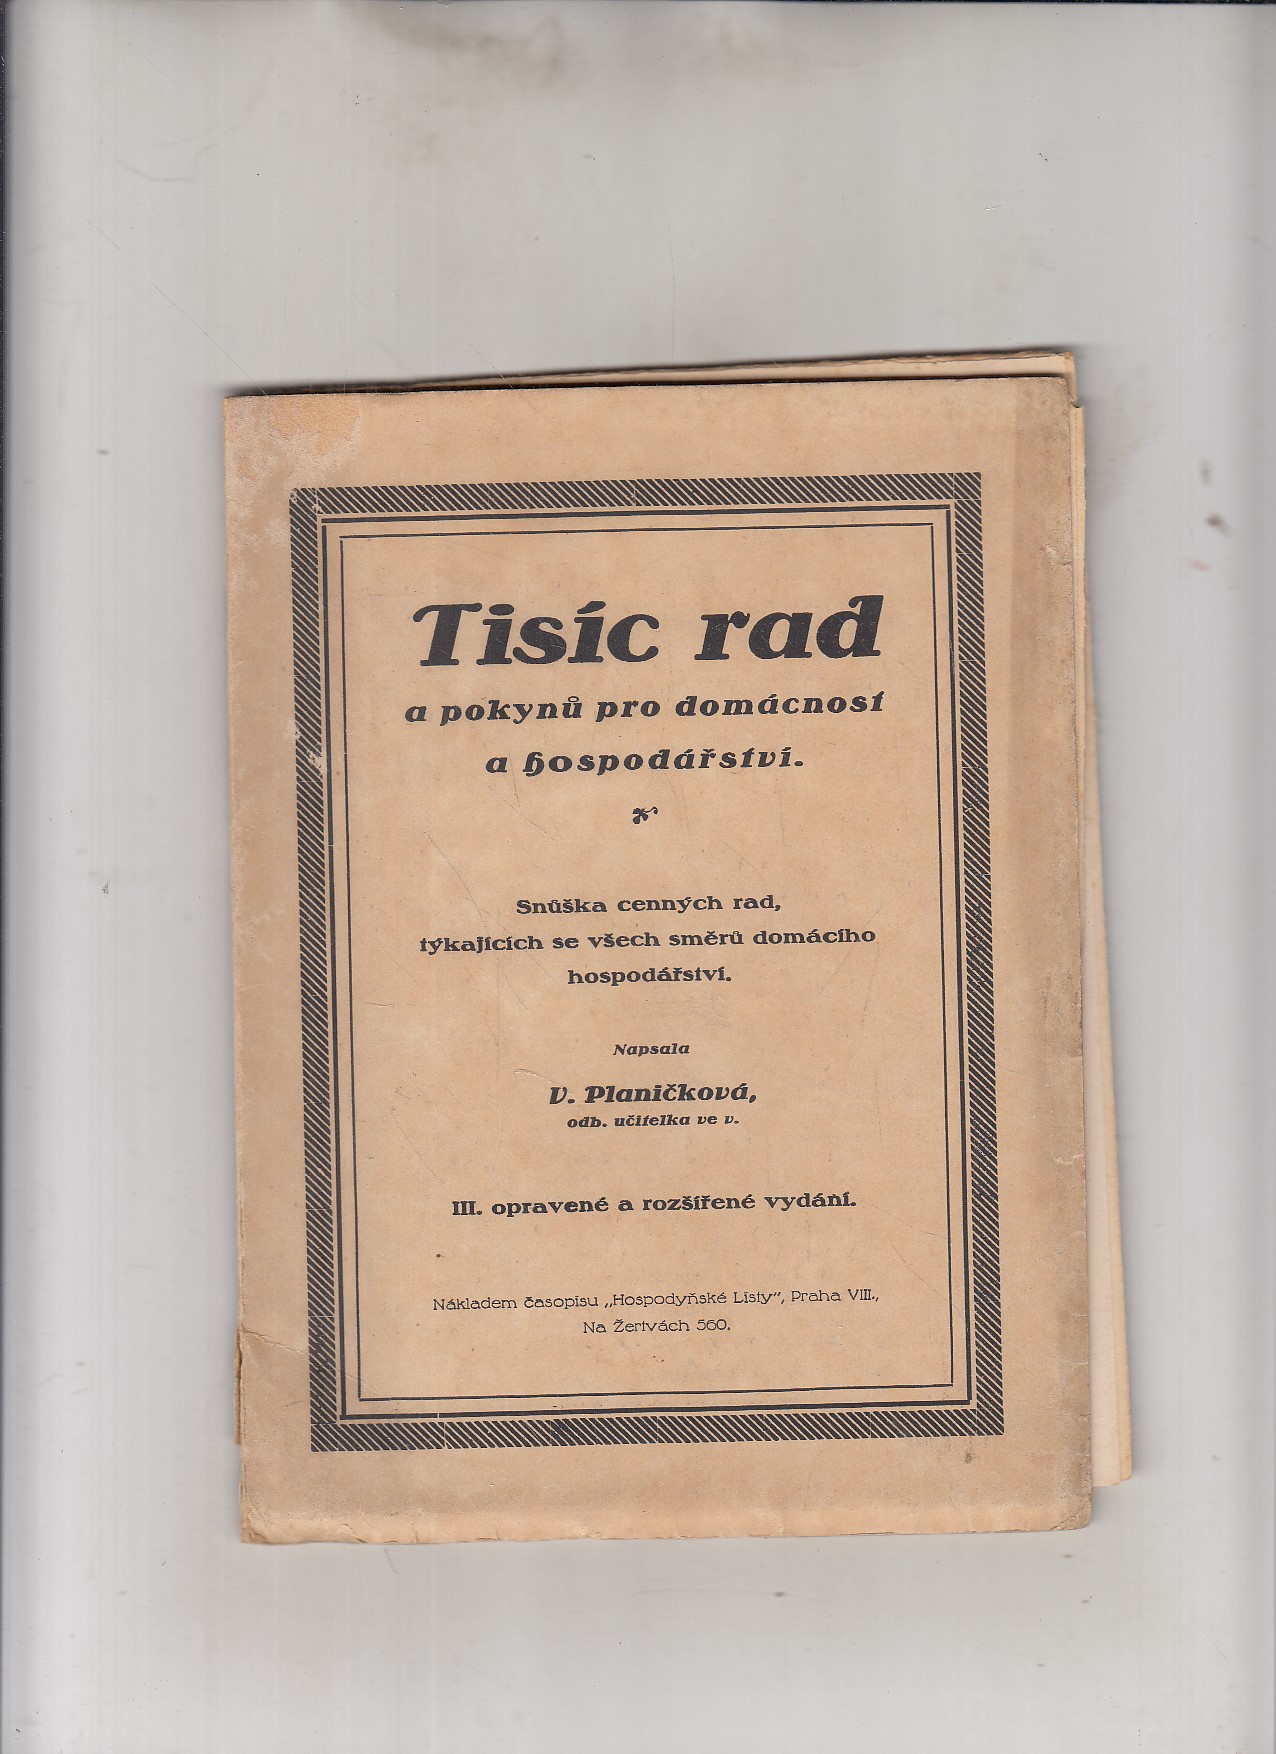 Tisíc rad
a pokynů pro domácnost
a hospodářství.
Snůška cenných rad,
týkajících se všech směrů domácího
hospodářství.
Napsala
V. Planičková,
odb. učitelka ve v.
III. opravené a rozšířené vydání.
Nákladem časopisu „Hospodyňské Listy", Praha VIII.,
Na Žertvách 560.